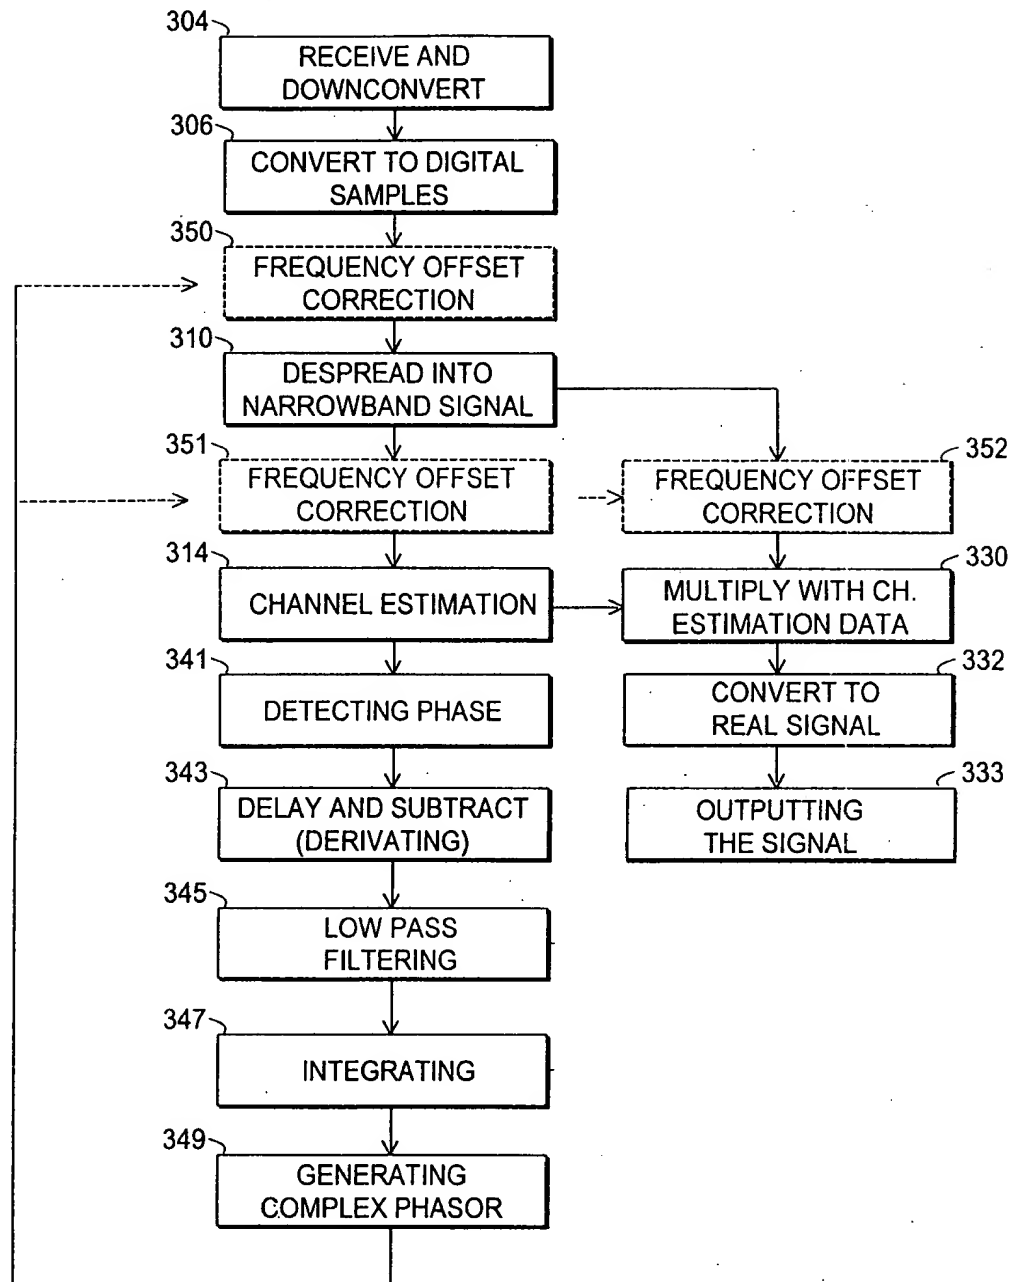 304
RECEIVE AND
DOWNCONVERT
306
CONVERT TO DIGITAL
SAMPLES
350
FREQUENCY OFFSET
CORRECTION
310
DESPREAD INTO
NARROWBAND SIGNAL
351
FREQUENCY OFFSET
CORRECTION
352
FREQUENCY OFFSET
CORRECTION
314
CHANNEL ESTIMATION
330
MULTIPLY WITH CH.
ESTIMATION DATA
341
DETECTING PHASE
332
CONVERT TO
REAL SIGNAL
343
DELAY AND SUBTRACT
(DERIVATING)
333
OUTPUTTING
THE SIGNAL
345
LOW PASS
FILTERING
347
INTEGRATING
349
GENERATING
COMPLEX PHASOR